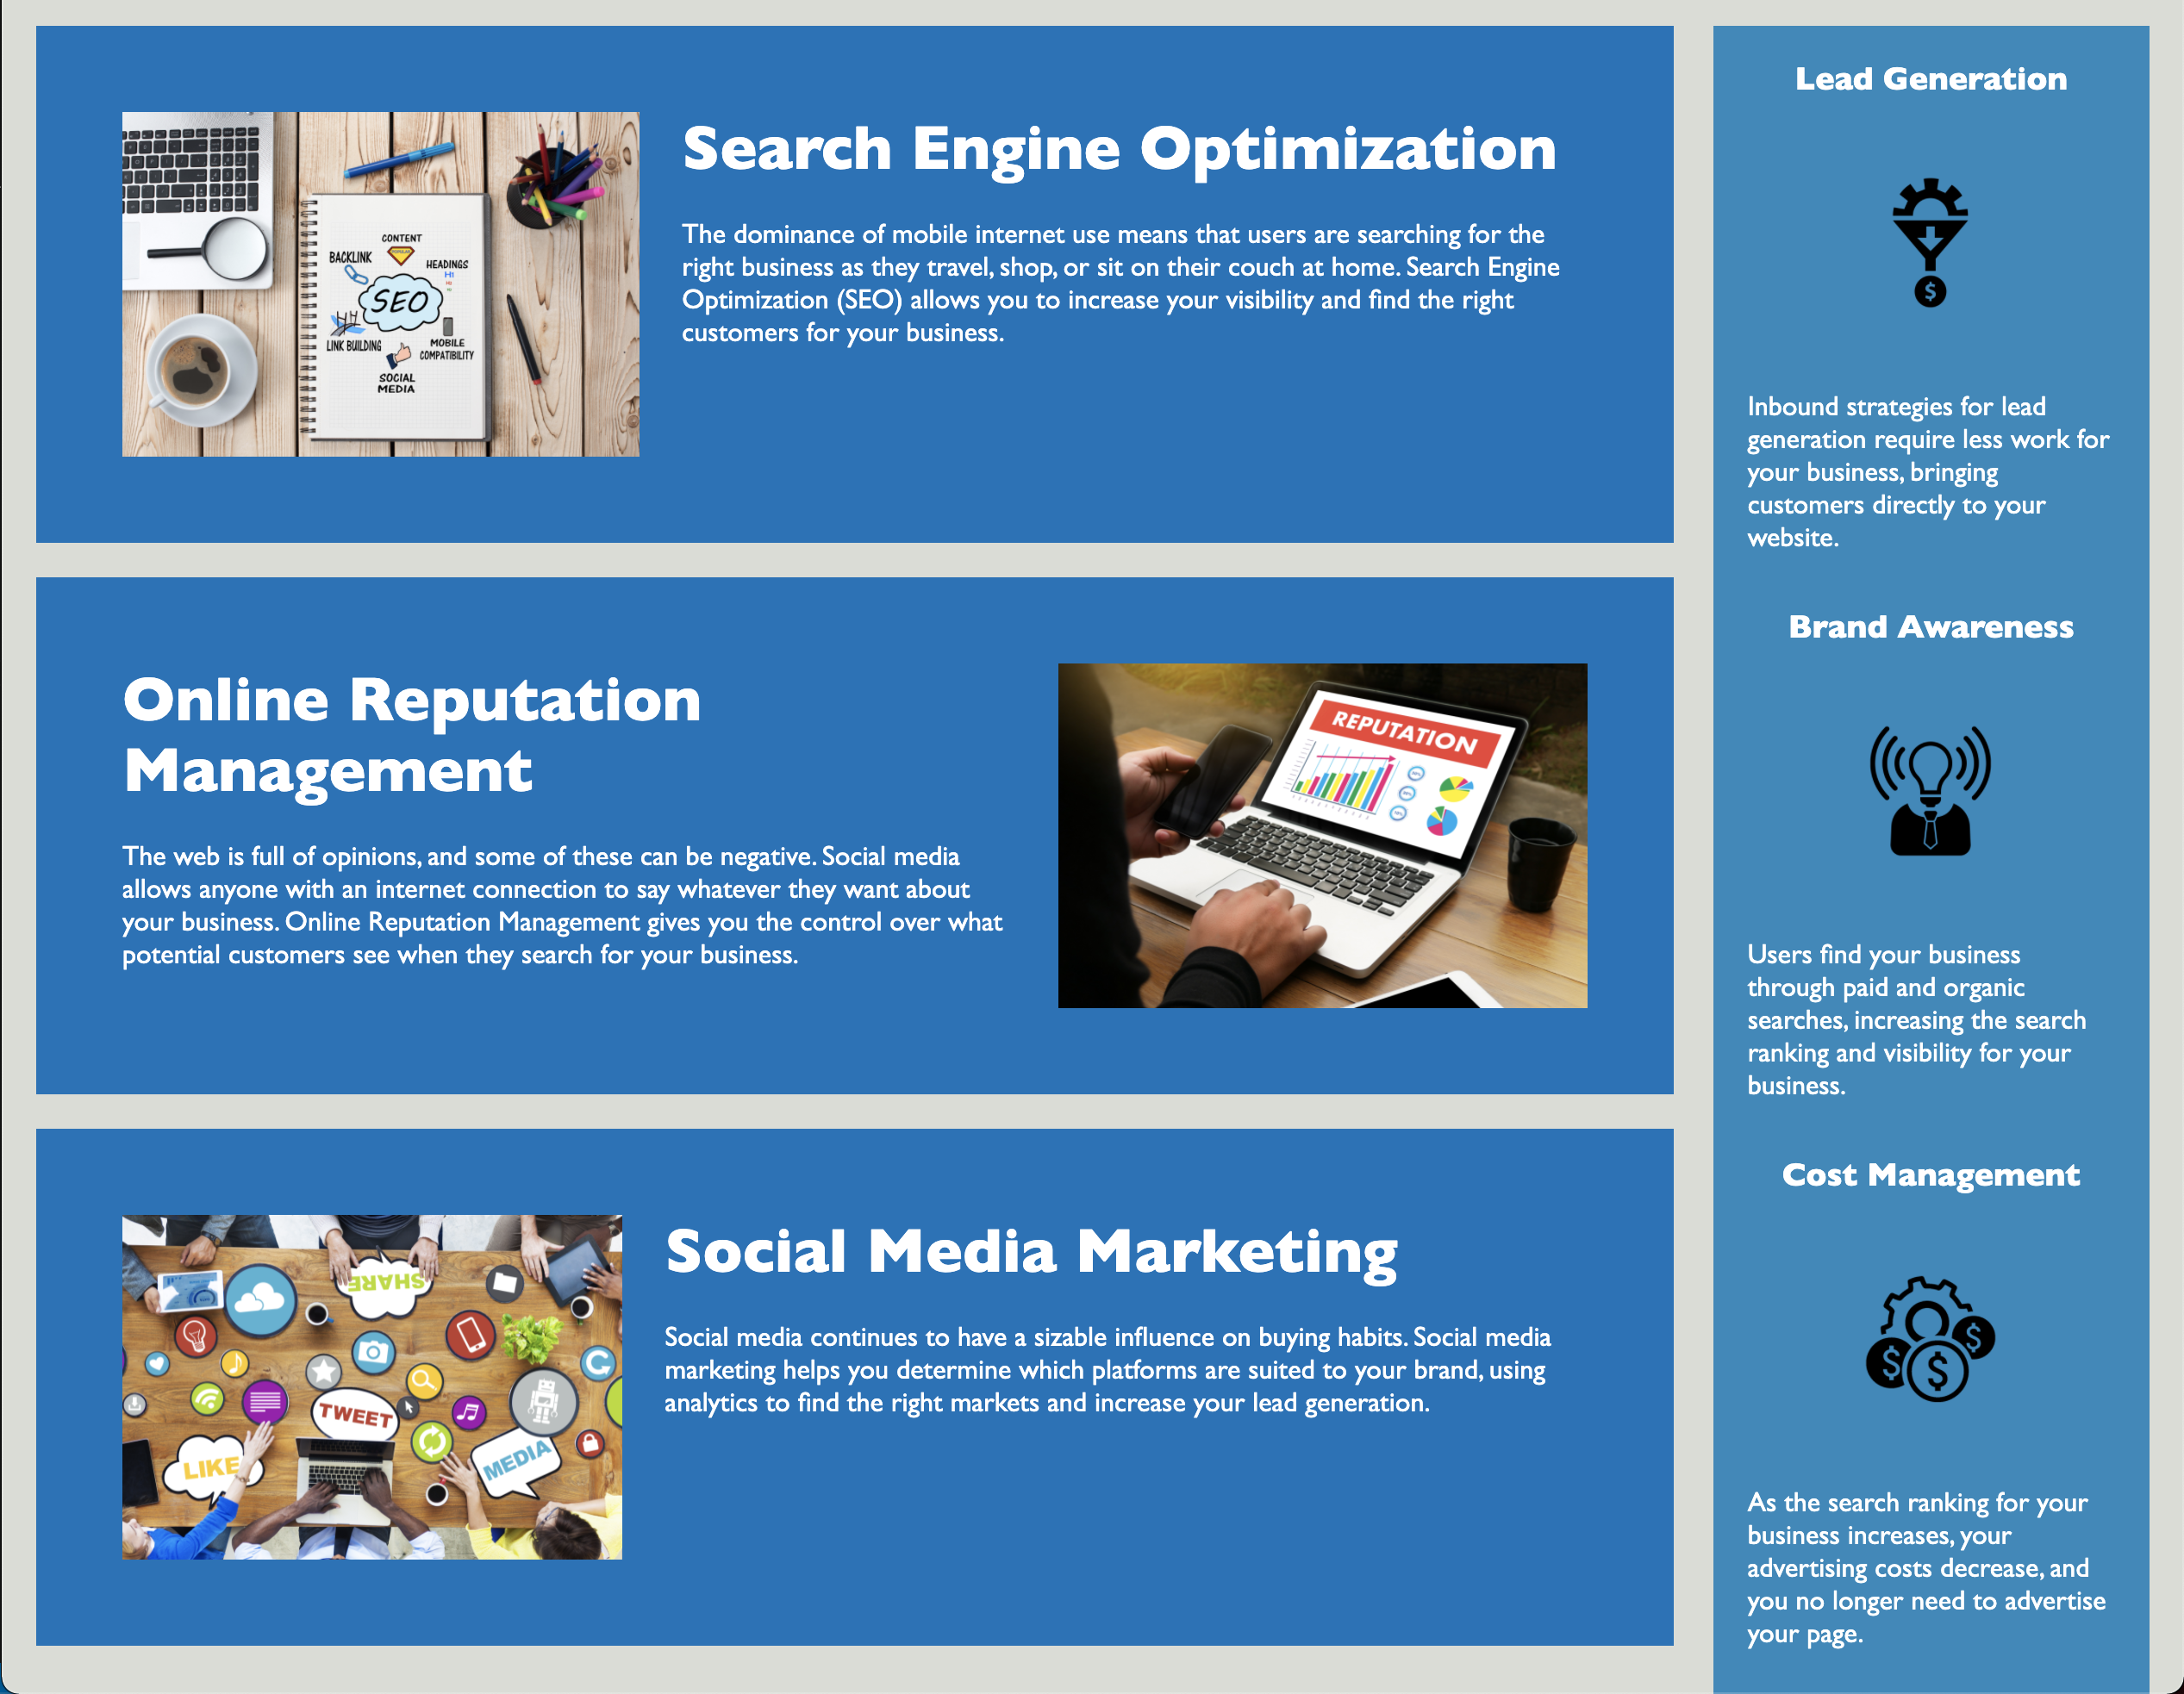 Search Engine Optimization
The dominance of mobile internet use means that users are searching for the
right business as they travel, shop, or sit on their couch at home. Search Engine
Optimization (SEO) allows you to increase your visibility and find the right
customers for your business.
CONTENT
BACKLINK
HEADINGS
H1
SEO
LINK BUILDING
MOBILE
COMPATIBILITY
SOCIAL
MEDIA
Online Reputation
Management
The web is full of opinions, and some of these can be negative. Social media
allows anyone with an internet connection to say whatever they want about
your business. Online Reputation Management gives you the control over what
potential customers see when they search for your business.
REPUTATION
Social Media Marketing
Social media continues to have a sizable influence on buying habits. Social media
marketing helps you determine which platforms are suited to your brand, using
analytics to find the right markets and increase your lead generation.
SHARE
TWEET
LIKE
MEDIA
Lead Generation
$
Inbound strategies for lead
generation require less work for
your business, bringing
customers directly to your
website.
Brand Awareness
Users find your business
through paid and organic
searches, increasing the search
ranking and visibility for your
business.
Cost Management
$ $ $
As the search ranking for your
business increases, your
advertising costs decrease, and
you no longer need to advertise
your page.